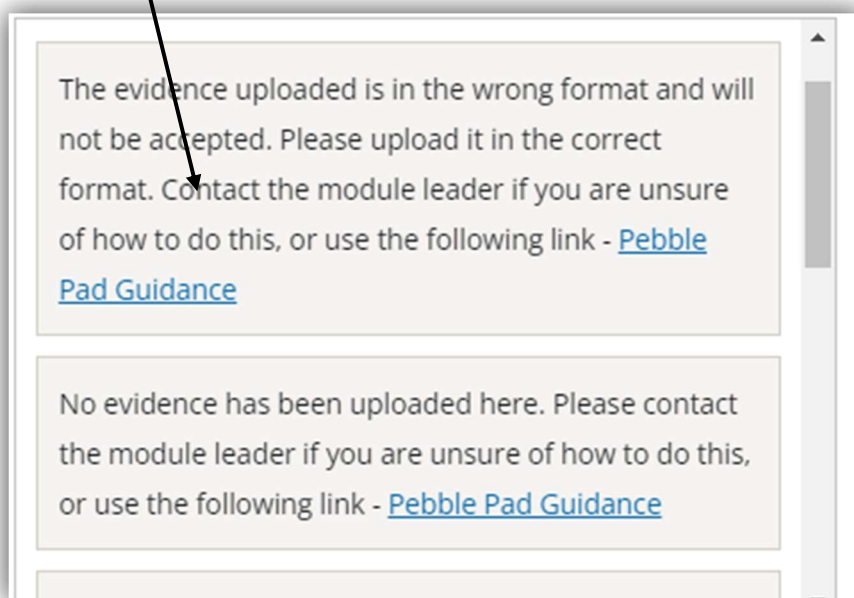 The evidence uploaded is in the wrong format and will
not be accepted. Please upload it in the correct
format. Contact the module leader if you are unsure
of how to do this, or use the following link - Pebble
Pad Guidance
No evidence has been uploaded here. Please contact
the module leader if you are unsure of how to do this,
or use the following link - Pebble Pad Guidance